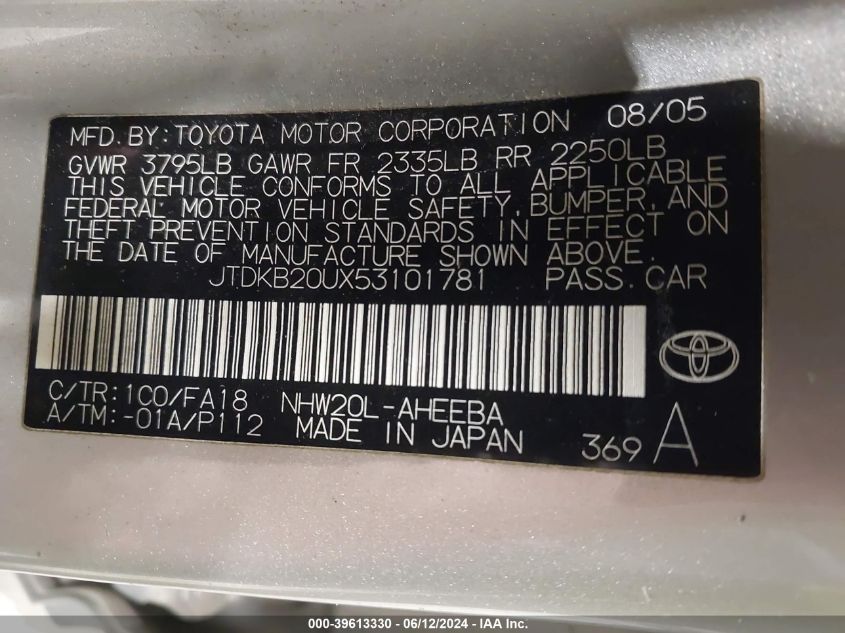 MFD. BY: TOYOTA MOTOR CORPORATION 08/05
GVWR 3795LB GAWR FR 2335LB RR 2250LB
THIS VEHICLE CONFORMS TO ALL APPLICABLE
FEDERAL MOTOR VEHICLE SAFETY, BUMPER, AND
THEFT PREVENTION STANDARDS IN EFFECT ON
THE DATE OF MANUFACTURE SHOWN ABOVE.
JTDKB20UX53101781 PASS. CAR
C/TR: 1C0/FA18 NHW20L-AHEEBA
A/TM: -01A/P112 MADE IN JAPAN 369 A
000-39613330 - 06/12/2024 - IAA Inc.